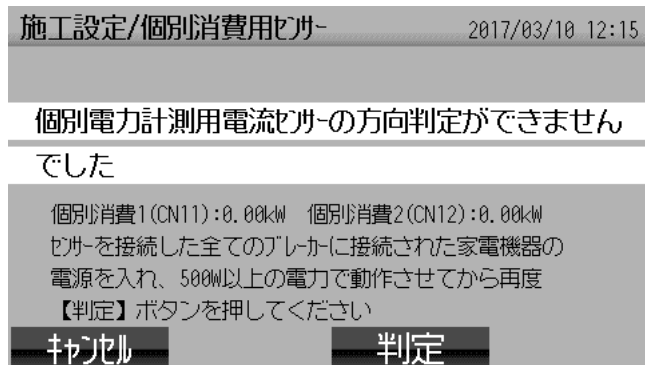 施工設定/個別消費用ｾﾝｻｰ 2017/03/10 12:15
個別電力計測用電流ｾﾝｻｰの方向判定ができません
でした
個別消費1(CN11):0.00kW 個別消費2(CN12):0.00kW
ｾﾝｻｰを接続した全てのﾌﾞﾚｰｶｰに接続された家電機器の
電源を入れ、500W以上の電力で動作させてから再度
【判定】ボタンを押してください
ｷｬﾝｾﾙ 判定